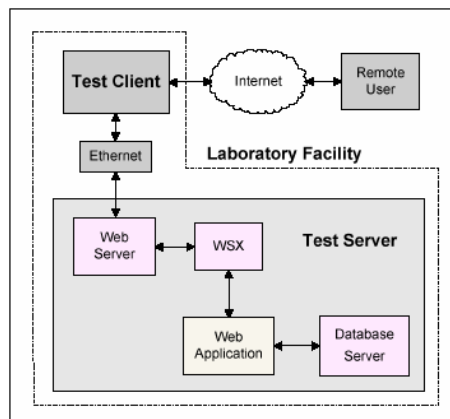 Test Client
Internet
Remote
User
Ethernet
Laboratory Facility
Web
Server
WSX
Test Server
Web
Application
Database
Server